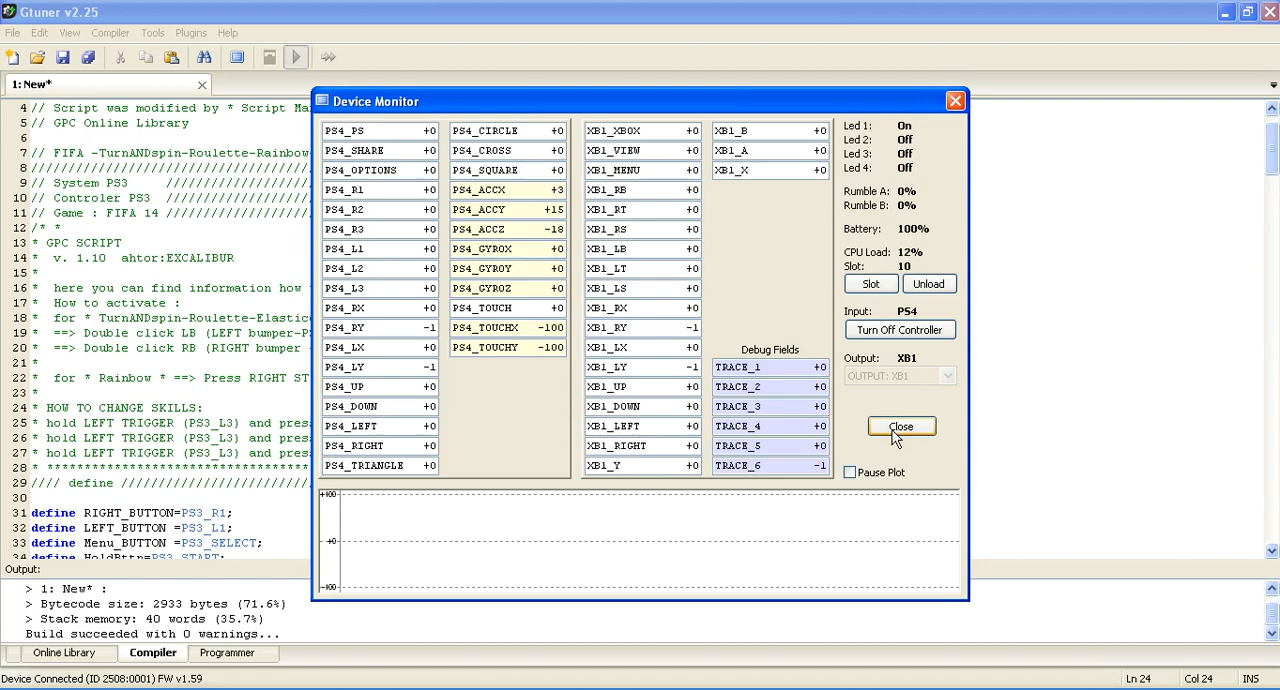 Gtuner v2.25
File Edit View Compiler Tools Plugins Help
1: New*
4 // Script was modified by * Script Ma
5 // GPC Online Library
6
7 // FIFA -TurnANDspin-Roulette-Rainbow
8 //////////////////////////////////////
9 // System PS3 //////////////////////
10 // Controler PS3 //////////////////////
11 // Game : FIFA 14 ////////////////////
12 /* *
13 * GPC SCRIPT
14 * v. 1.10 ahtor:EXCALIBUR
15 *
16 * here you can find information how
17 * How to activate :
18 * for * TurnANDspin-Roulette-Elastic
19 * ==> Double click LB (LEFT bumper-P
20 * ==> Double click RB (RIGHT bumper
21 *
22 * for * Rainbow * ==> Press RIGHT ST
23 *
24 * HOW TO CHANGE SKILLS:
25 * hold LEFT TRIGGER (PS3_L3) and pres
26 * hold LEFT TRIGGER (PS3_L3) and pres
27 * hold LEFT TRIGGER (PS3_L3) and pres
28 * ************************************
29 //// define /////////////////////////
30
31 define RIGHT_BUTTON=PS3_R1;
32 define LEFT_BUTTON =PS3_L1;
33 define Menu_BUTTON =PS3_SELECT;
34 define HoldBttn=PS3_START;
Device Monitor
PS4_PS +0
PS4_SHARE +0
PS4_OPTIONS +0
PS4_R1 +0
PS4_R2 +0
PS4_R3 +0
PS4_L1 +0
PS4_L2 +0
PS4_L3 +0
PS4_RX +0
PS4_RY -1
PS4_LX +0
PS4_LY -1
PS4_UP +0
PS4_DOWN +0
PS4_LEFT +0
PS4_RIGHT +0
PS4_TRIANGLE +0
PS4_CIRCLE +0
PS4_CROSS +0
PS4_SQUARE +0
PS4_ACCX +3
PS4_ACCY +15
PS4_ACCZ -18
PS4_GYROX +0
PS4_GYROY +0
PS4_GYROZ +0
PS4_TOUCH +0
PS4_TOUCHX -100
PS4_TOUCHY -100
XB1_XBOX +0
XB1_VIEW +0
XB1_MENU +0
XB1_RB +0
XB1_RT +0
XB1_RS +0
XB1_LB +0
XB1_LT +0
XB1_LS +0
XB1_RX +0
XB1_RY -1
XB1_LX +0
XB1_LY -1
XB1_UP +0
XB1_DOWN +0
XB1_LEFT +0
XB1_RIGHT +0
XB1_Y +0
XB1_B +0
XB1_A +0
XB1_X +0
Debug Fields
TRACE_1 +0
TRACE_2 +0
TRACE_3 +0
TRACE_4 +0
TRACE_5 +0
TRACE_6 -1
Led 1: On
Led 2: Off
Led 3: Off
Led 4: Off
Rumble A: 0%
Rumble B: 0%
Battery: 100%
CPU Load: 12%
Slot: 10
Slot Unload
Input: PS4
Turn Off Controller
Output: XB1
OUTPUT: XB1
Close
Pause Plot
+100
+0
-100
Output:
> 1: New* :
> Bytecode size: 2933 bytes (71.6%)
> Stack memory: 40 words (35.7%)
Build succeeded with 0 warnings...
Online Library Compiler Programmer
Device Connected (ID 2508:0001) FW v1.59 Ln 24 Col 24 INS